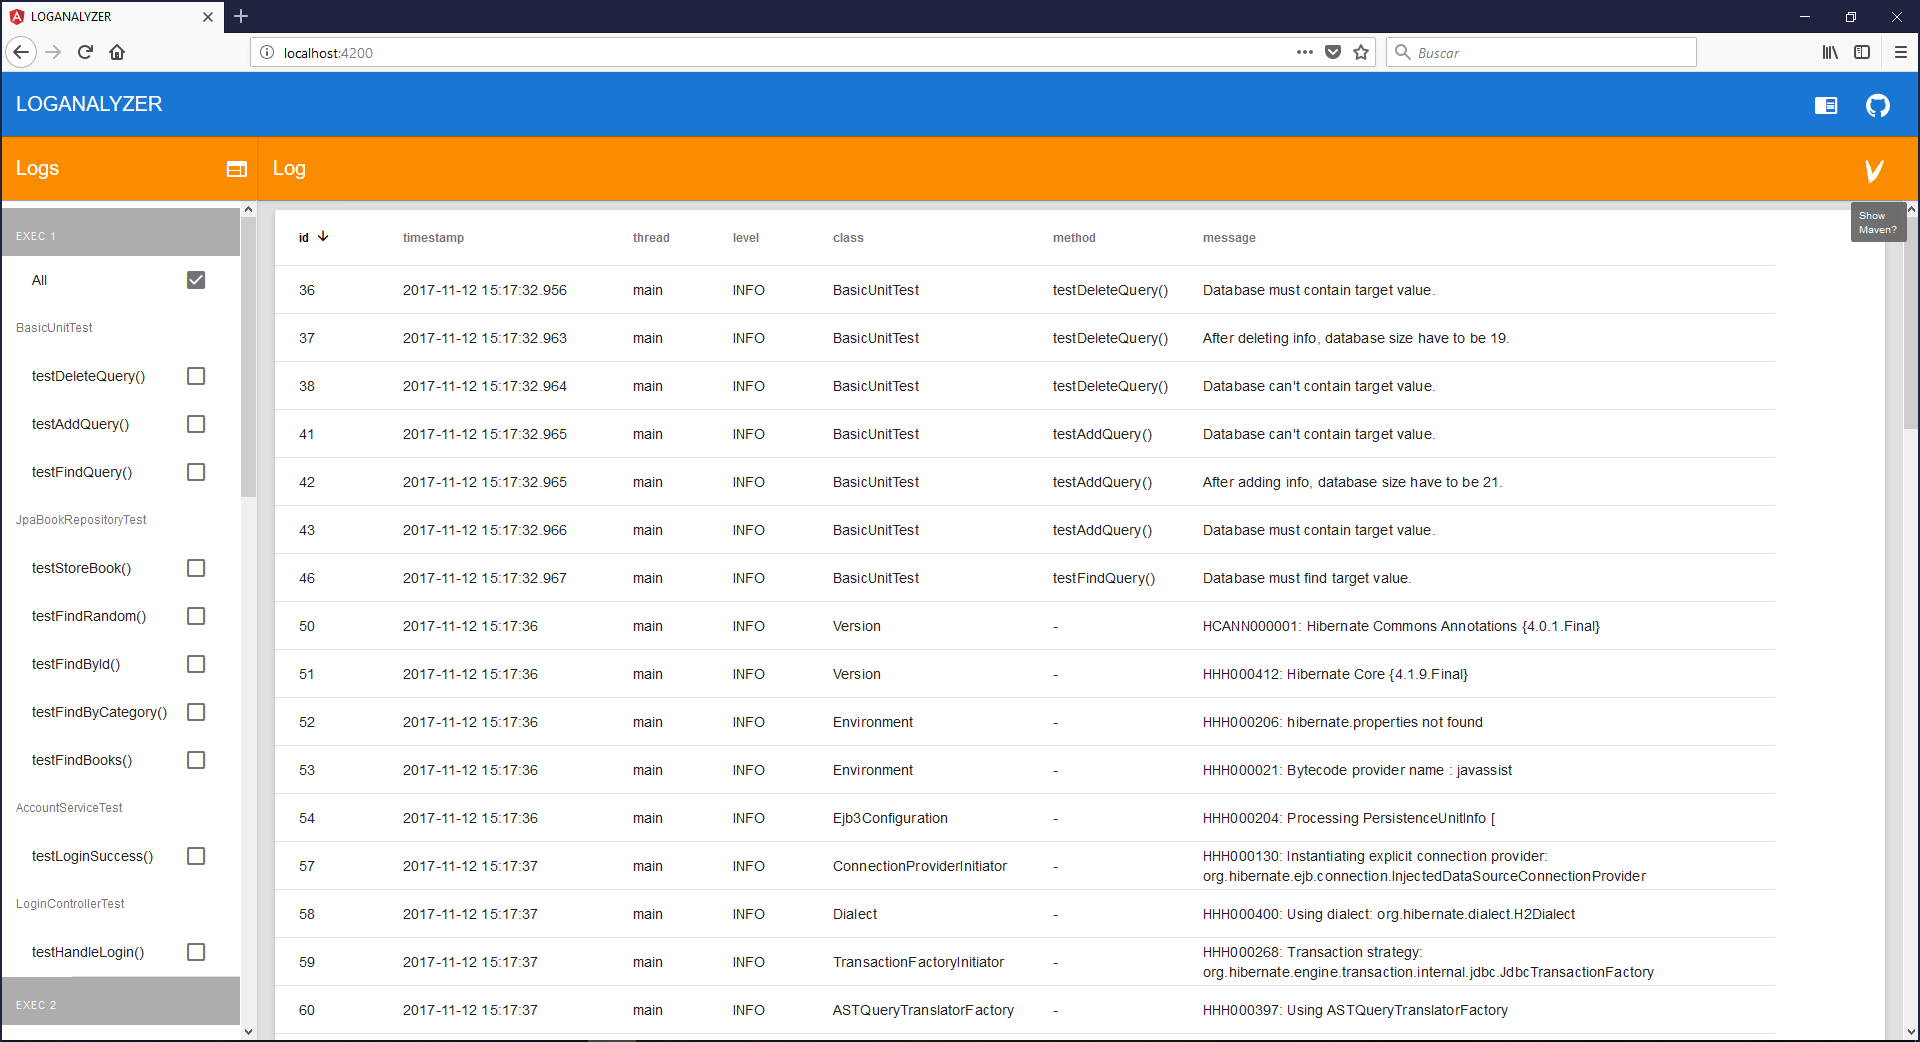 LOGANALYZER
localhost:4200
Buscar
LOGANALYZER
Logs
Log
Show
Maven?
EXEC 1
All
BasicUnitTest
testDeleteQuery()
testAddQuery()
testFindQuery()
JpaBookRepositoryTest
testStoreBook()
testFindRandom()
testFindById()
testFindByCategory()
testFindBooks()
AccountServiceTest
testLoginSuccess()
LoginControllerTest
testHandleLogin()
EXEC 2
id timestamp thread level class method message
36 2017-11-12 15:17:32.956 main INFO BasicUnitTest testDeleteQuery() Database must contain target value.
37 2017-11-12 15:17:32.963 main INFO BasicUnitTest testDeleteQuery() After deleting info, database size have to be 19.
38 2017-11-12 15:17:32.964 main INFO BasicUnitTest testDeleteQuery() Database can't contain target value.
41 2017-11-12 15:17:32.965 main INFO BasicUnitTest testAddQuery() Database can't contain target value.
42 2017-11-12 15:17:32.965 main INFO BasicUnitTest testAddQuery() After adding info, database size have to be 21.
43 2017-11-12 15:17:32.966 main INFO BasicUnitTest testAddQuery() Database must contain target value.
46 2017-11-12 15:17:32.967 main INFO BasicUnitTest testFindQuery() Database must find target value.
50 2017-11-12 15:17:36 main INFO Version - HCANN000001: Hibernate Commons Annotations {4.0.1.Final}
51 2017-11-12 15:17:36 main INFO Version - HHH000412: Hibernate Core {4.1.9.Final}
52 2017-11-12 15:17:36 main INFO Environment - HHH000206: hibernate.properties not found
53 2017-11-12 15:17:36 main INFO Environment - HHH000021: Bytecode provider name : javassist
54 2017-11-12 15:17:36 main INFO Ejb3Configuration - HHH000204: Processing PersistenceUnitInfo [
57 2017-11-12 15:17:37 main INFO ConnectionProviderInitiator - HHH000130: Instantiating explicit connection provider:
org.hibernate.ejb.connection.InjectedDataSourceConnectionProvider
58 2017-11-12 15:17:37 main INFO Dialect - HHH000400: Using dialect: org.hibernate.dialect.H2Dialect
59 2017-11-12 15:17:37 main INFO TransactionFactoryInitiator - HHH000268: Transaction strategy:
org.hibernate.engine.transaction.internal.jdbc.JdbcTransactionFactory
60 2017-11-12 15:17:37 main INFO ASTQueryTranslatorFactory - HHH000397: Using ASTQueryTranslatorFactory